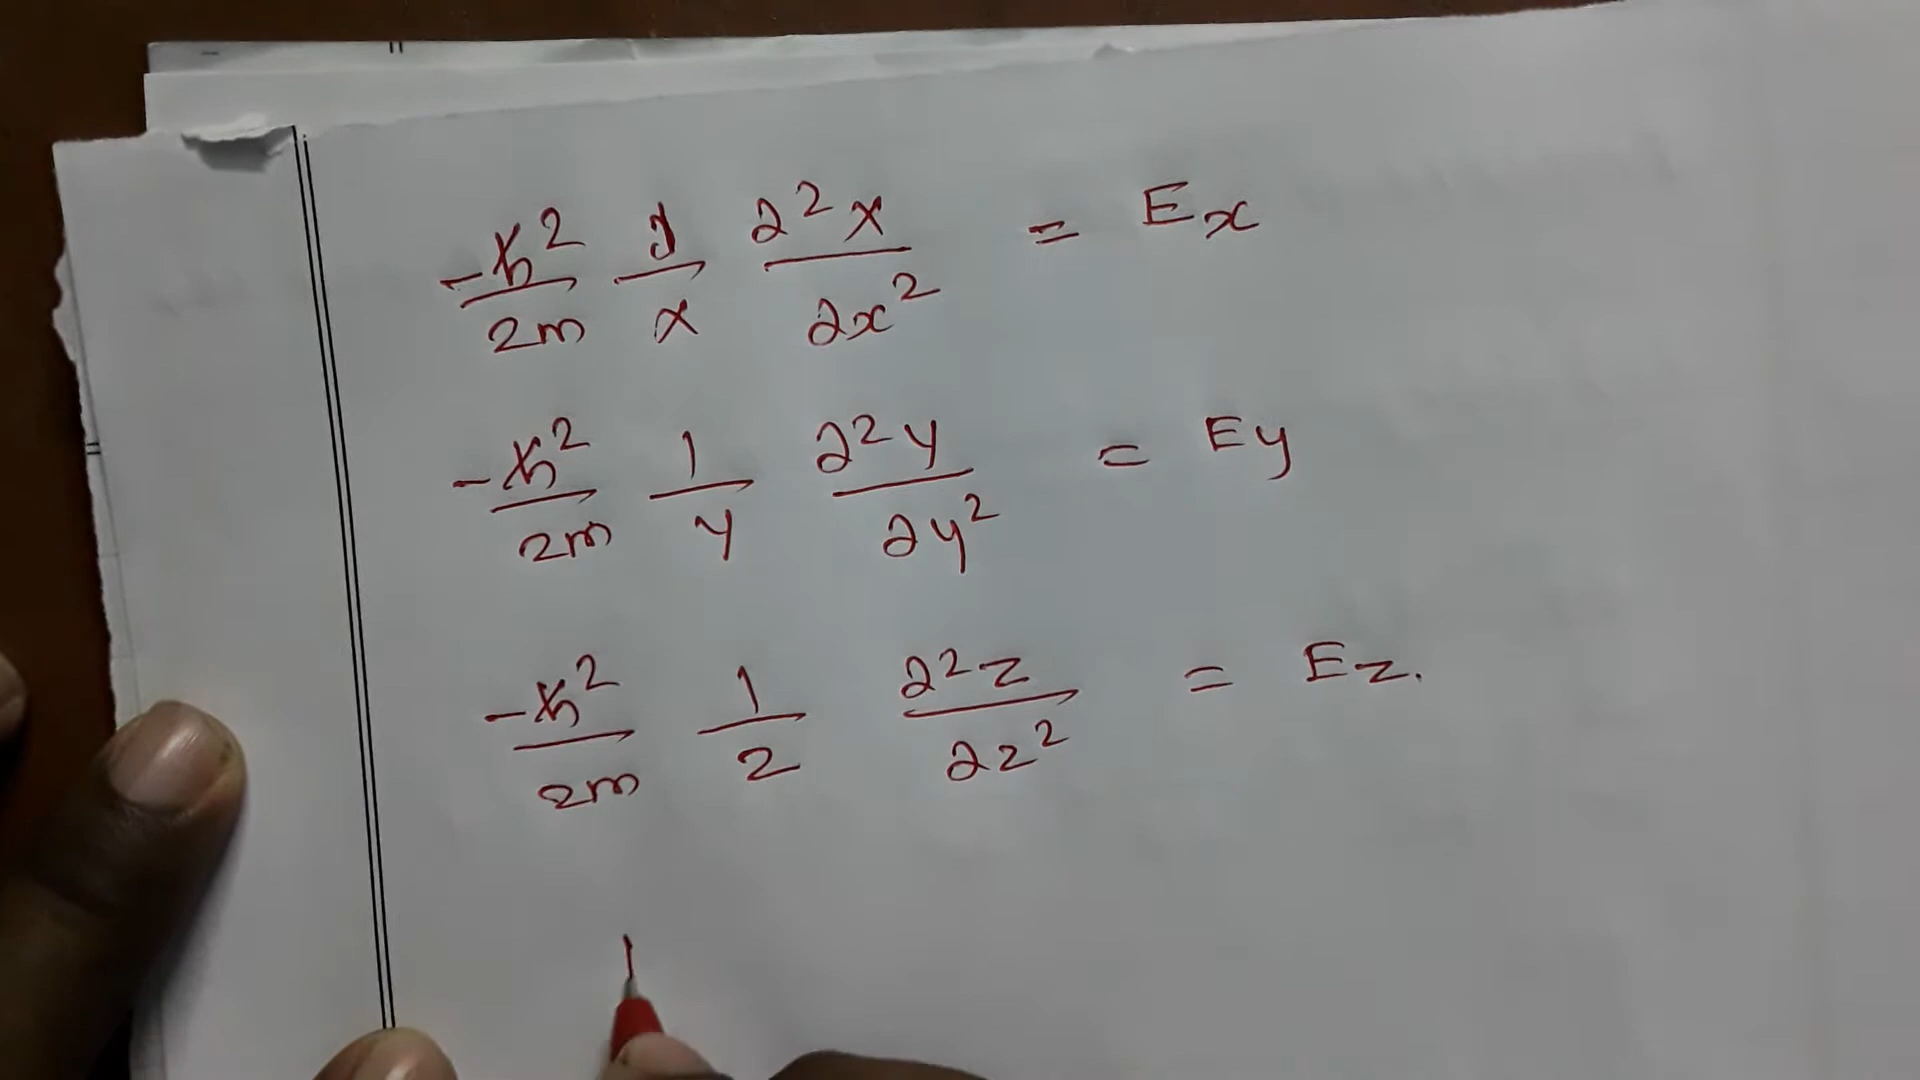 -ħ²/2m 1/x ∂²x/∂x² = Ex
-ħ²/2m 1/y ∂²y/∂y² = Ey
-ħ²/2m 1/z ∂²z/∂z² = Ez.